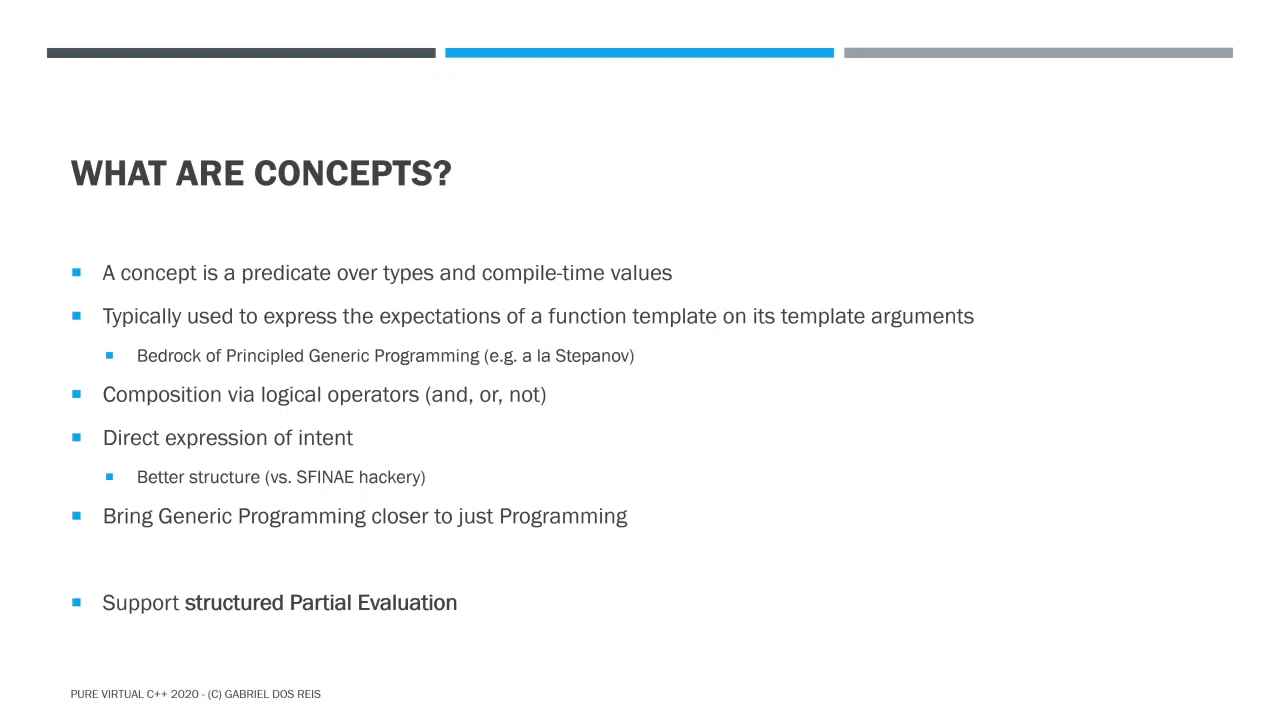 WHAT ARE CONCEPTS?
A concept is a predicate over types and compile-time values
Typically used to express the expectations of a function template on its template arguments
Bedrock of Principled Generic Programming (e.g. a la Stepanov)
Composition via logical operators (and, or, not)
Direct expression of intent
Better structure (vs. SFINAE hackery)
Bring Generic Programming closer to just Programming
Support structured Partial Evaluation
PURE VIRTUAL C++ 2020 - (C) GABRIEL DOS REIS